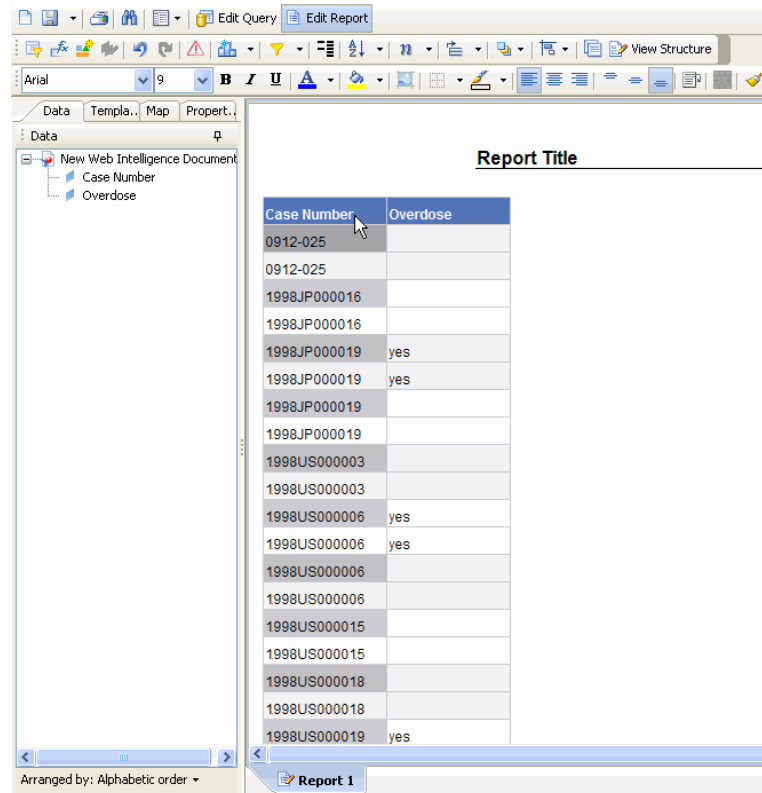 Edit Query Edit Report
View Structure
Arial 9 B I U A
Data Templa.. Map Propert..
Data
New Web Intelligence Document
Case Number
Overdose
Report Title
Case Number Overdose
0912-025
0912-025
1998JP000016
1998JP000016
1998JP000019 yes
1998JP000019 yes
1998JP000019
1998JP000019
1998US000003
1998US000003
1998US000006 yes
1998US000006 yes
1998US000006
1998US000006
1998US000015
1998US000015
1998US000018
1998US000018
1998US000019 yes
Arranged by: Alphabetic order
Report 1